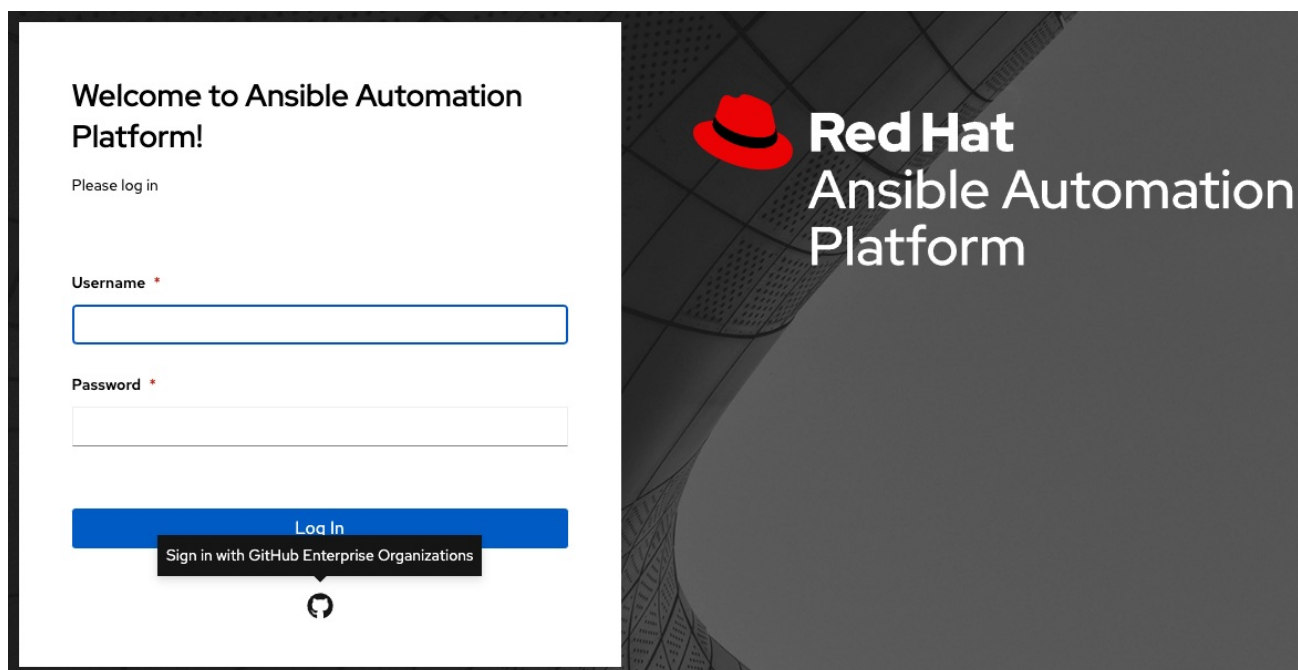 Welcome to Ansible Automation
Platform!
Please log in
Username *
Password *
Log In
Sign in with GitHub Enterprise Organizations
Red Hat
Ansible Automation
Platform